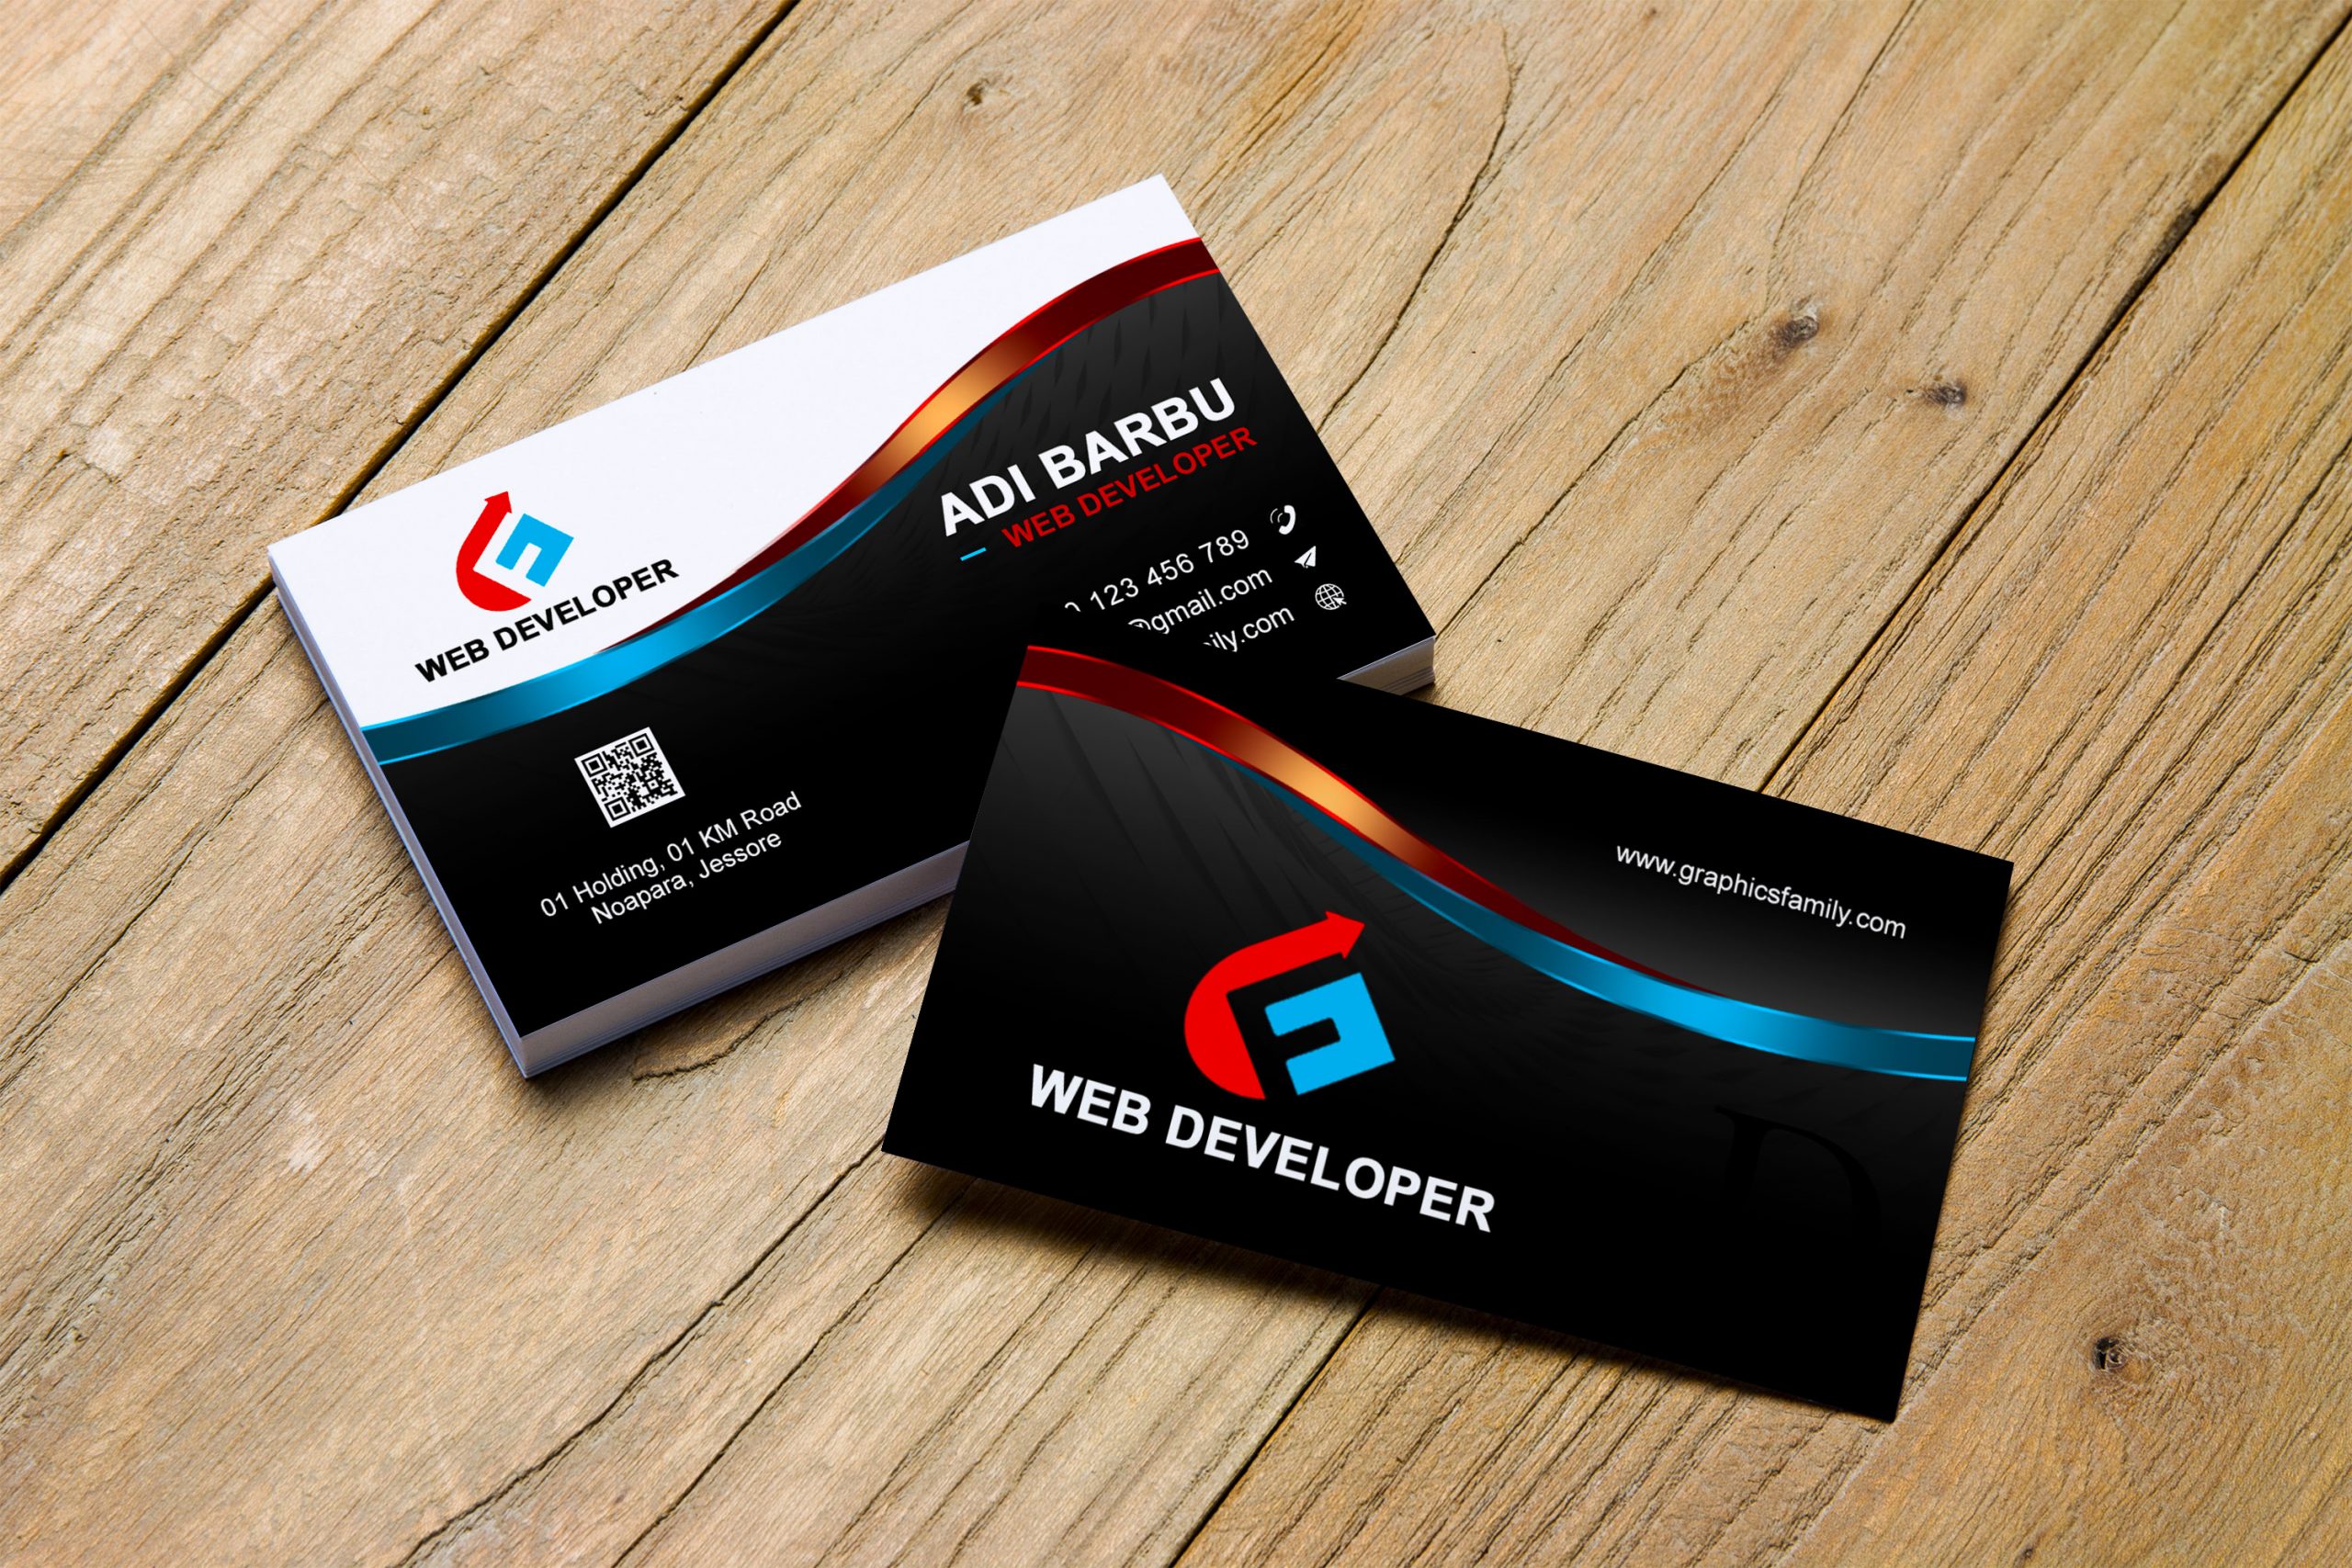 WEB DEVELOPER
ADI BARBU
WEB DEVELOPER
123 456 789
@gmail.com
01 Holding, 01 KM Road
Noapara, Jessore
www.graphicsfamily.com
WEB DEVELOPER